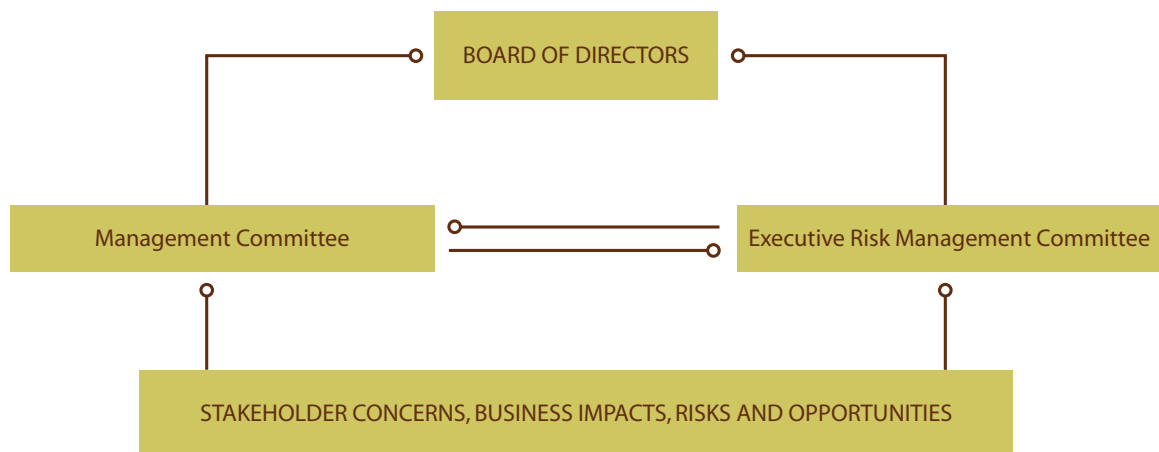 BOARD OF DIRECTORS
Management Committee
Executive Risk Management Committee
STAKEHOLDER CONCERNS, BUSINESS IMPACTS, RISKS AND OPPORTUNITIES